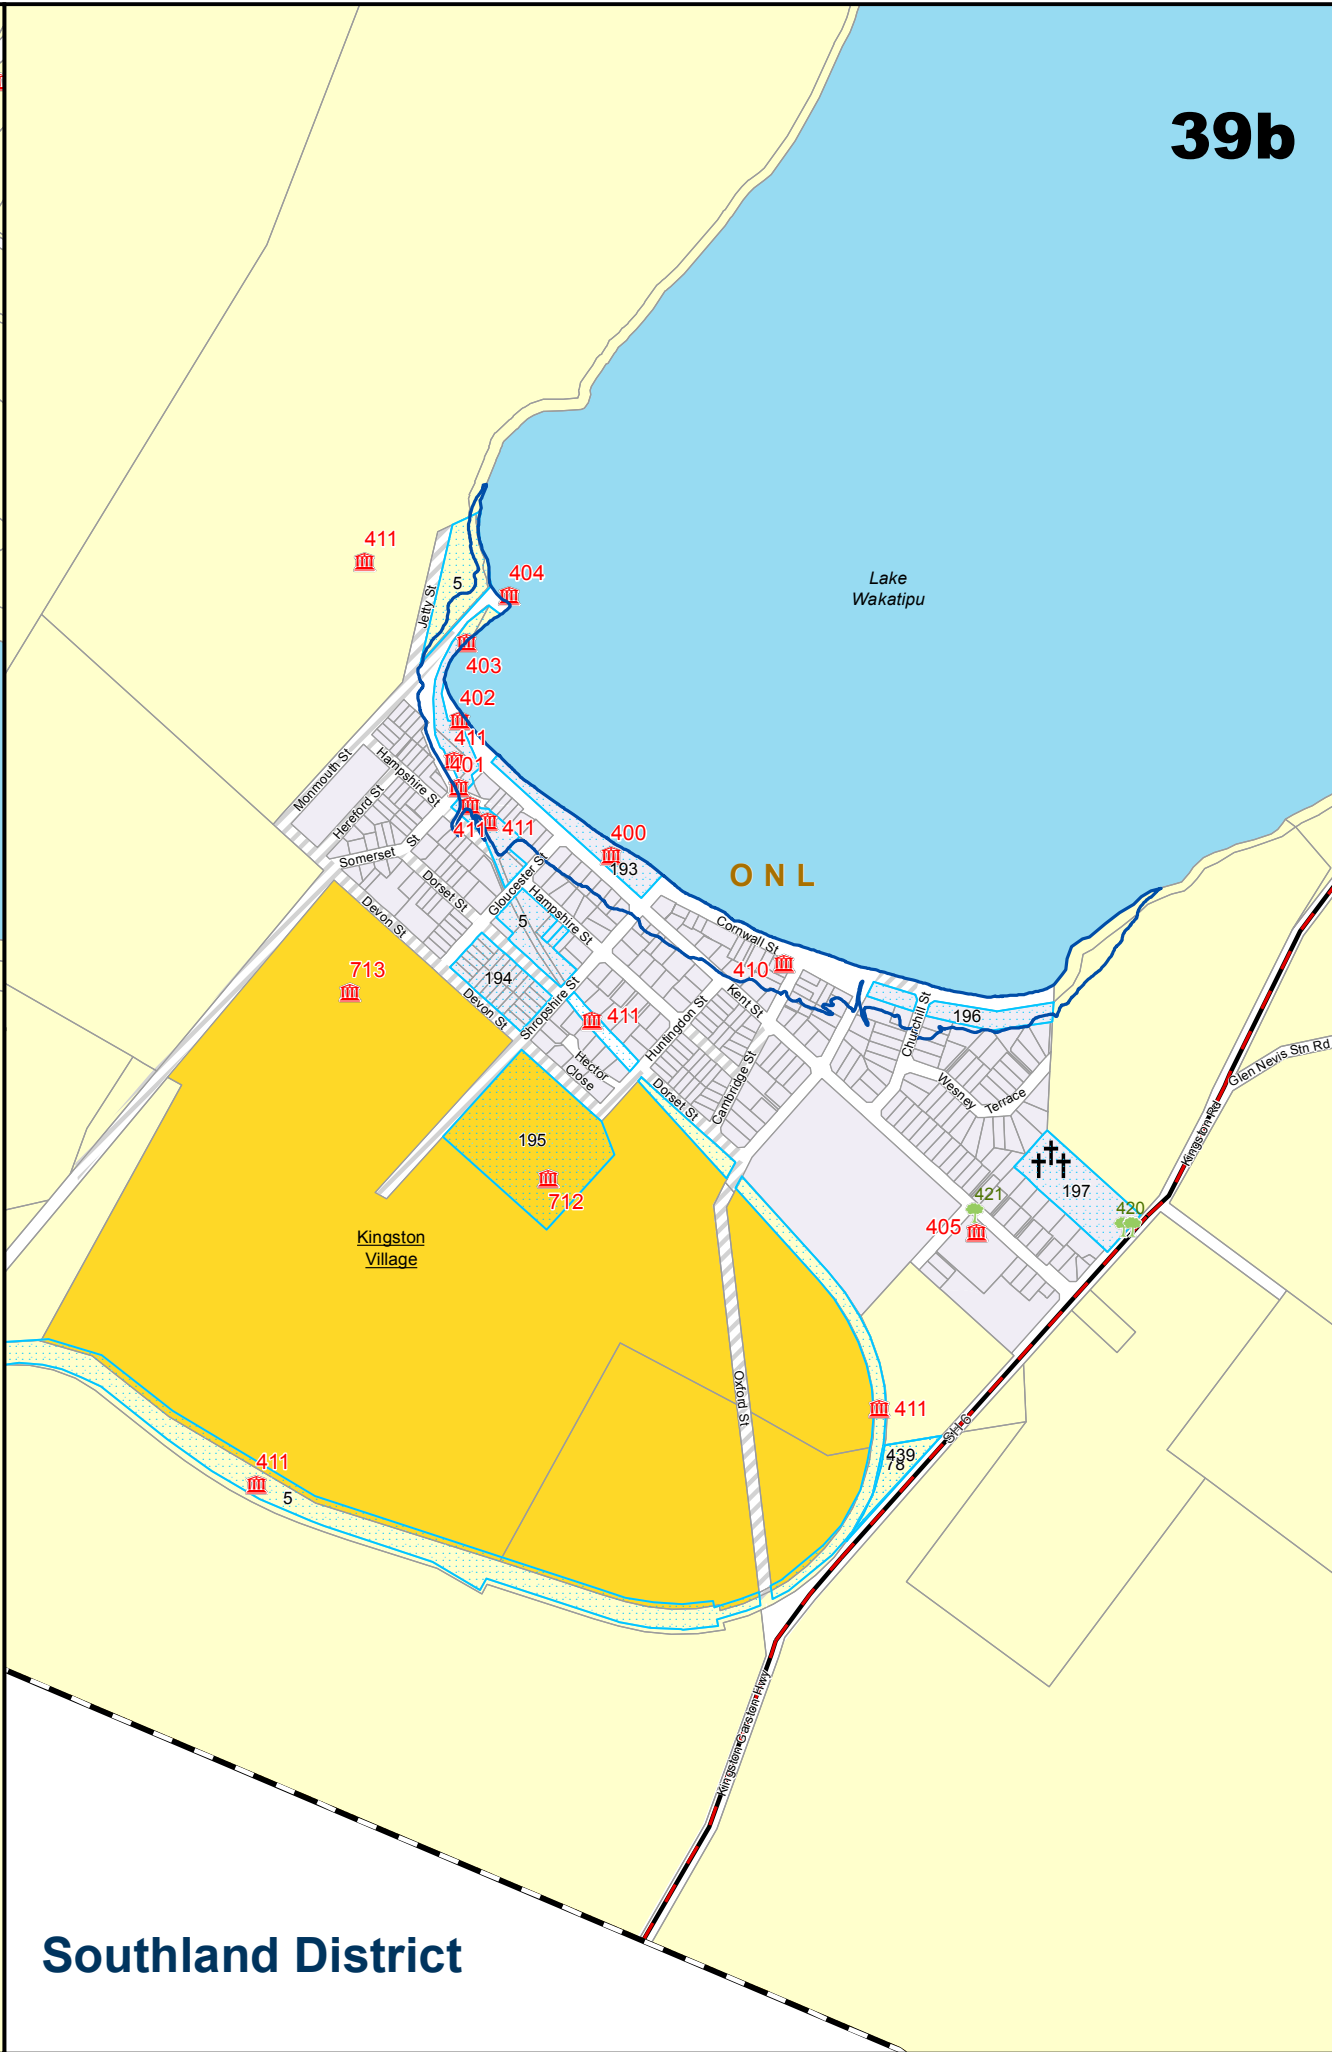 39b
411
404
5
Jetty St
Lake
Wakatipu
403
402
411
401
Monmouth St
Hampshire St
Hereford St
411
411
400
193
Somerset
St
O N L
Dorset St
Gloucester St
Hampshire St
Devon St
5
Cornwall St
713
194
410
Kent St
Devon St
Shropshire St
411
Huntingdon St
Churchill St
196
Hector
Close
Cambridge St
Dorset St
Wesney
Terrace
Glen Nevis Stn Rd
Kingston Rd
195
712
197
421
420
405
Kingston
Village
Oxford St
411
S H 6
439
78
411
5
Kingston-Garston Hwy
Southland District